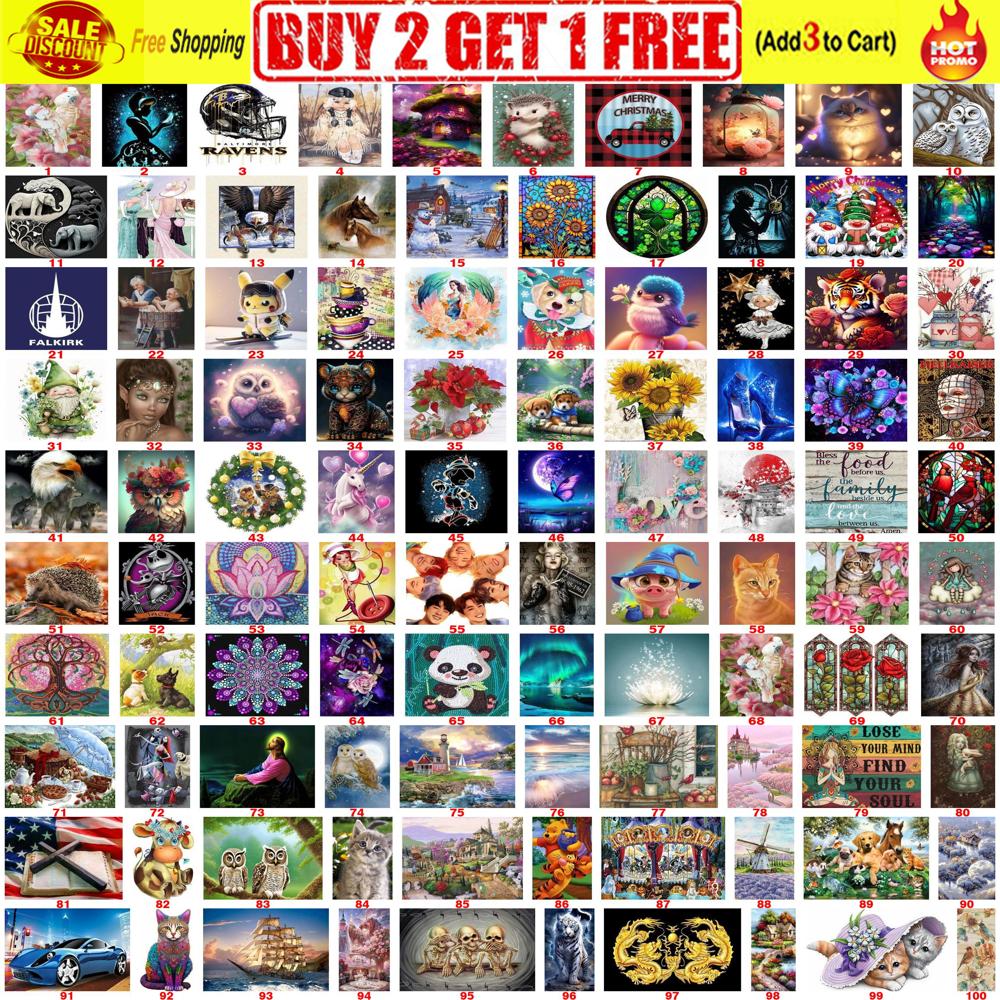 SALE
DISCOUNT
Free Shopping
BUY 2 GET 1 FREE
(Add 3 to Cart)
HOT
PROMO
BALTIMORE
RAVENS
MERRY
CHRISTMAS
1 2 3 4 5 6 7 8 9 10
Merry Christmas
11 12 13 14 15 16 17 18 19 20
FALKIRK
LOVE
21 22 23 24 25 26 27 28 29 30
31 32 33 34 35 36 37 38 39 40
LOVE
Bless
the food
before us,
the
family
beside us,
and the
love
between us.
Amen.
41 42 43 44 45 46 47 48 49 50
51 52 53 54 55 56 57 58 59 60
61 62 63 64 65 66 67 68 69 70
LOSE
YOUR MIND
FIND
YOUR
SOUL
71 72 73 74 75 76 77 78 79 80
81 82 83 84 85 86 87 88 89 90
91 92 93 94 95 96 97 98 99 100